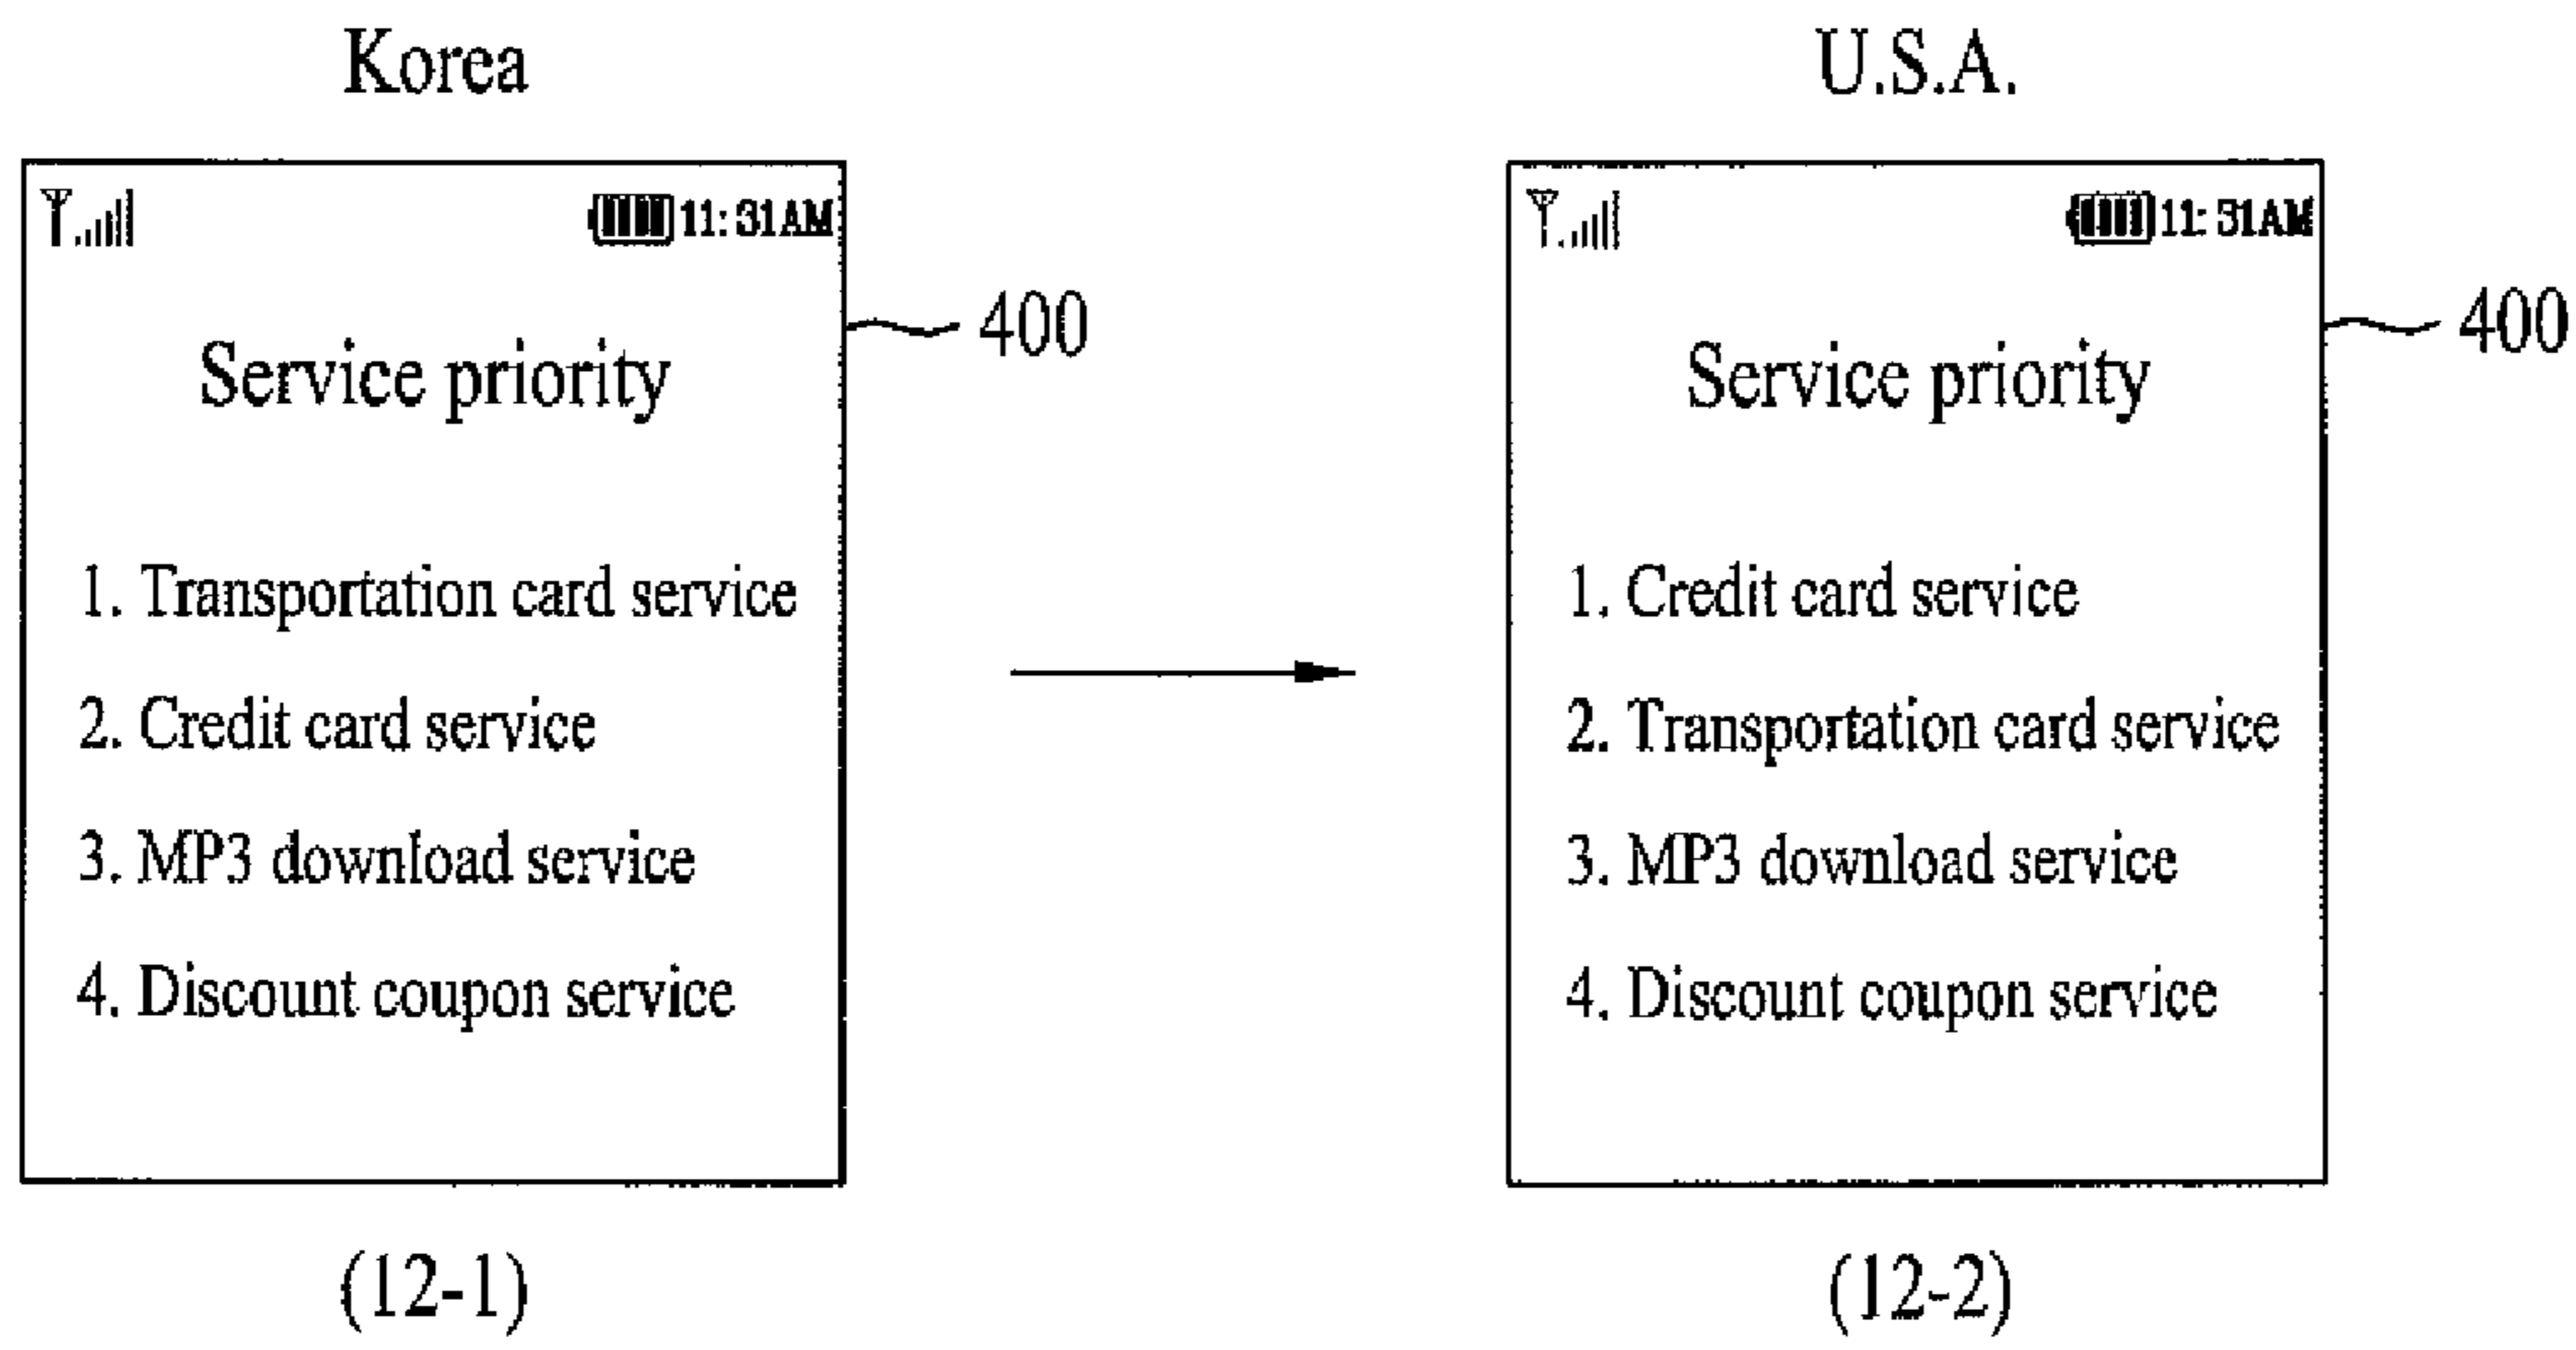 Korea
11:31AM
400
Service priority
1. Transportation card service
2. Credit card service
3. MP3 download service
4. Discount coupon service
(12-1)
U.S.A.
11:31AM
400
Service priority
1. Credit card service
2. Transportation card service
3. MP3 download service
4. Discount coupon service
(12-2)